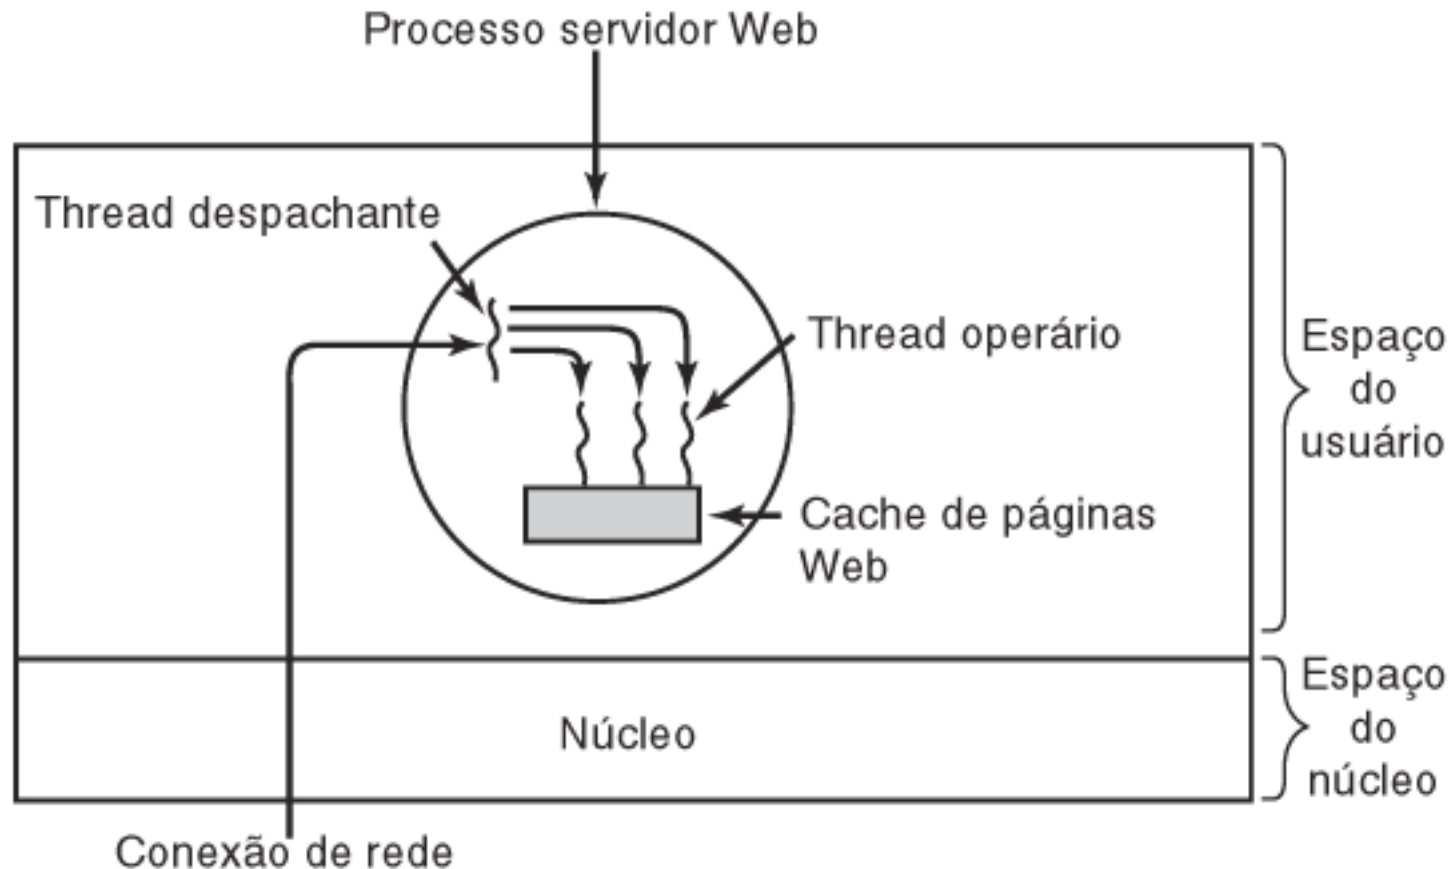 Processo servidor Web
Thread despachante
Thread operário
Cache de páginas
Web
Espaço
do
usuário
Núcleo
Espaço
do
núcleo
Conexão de rede